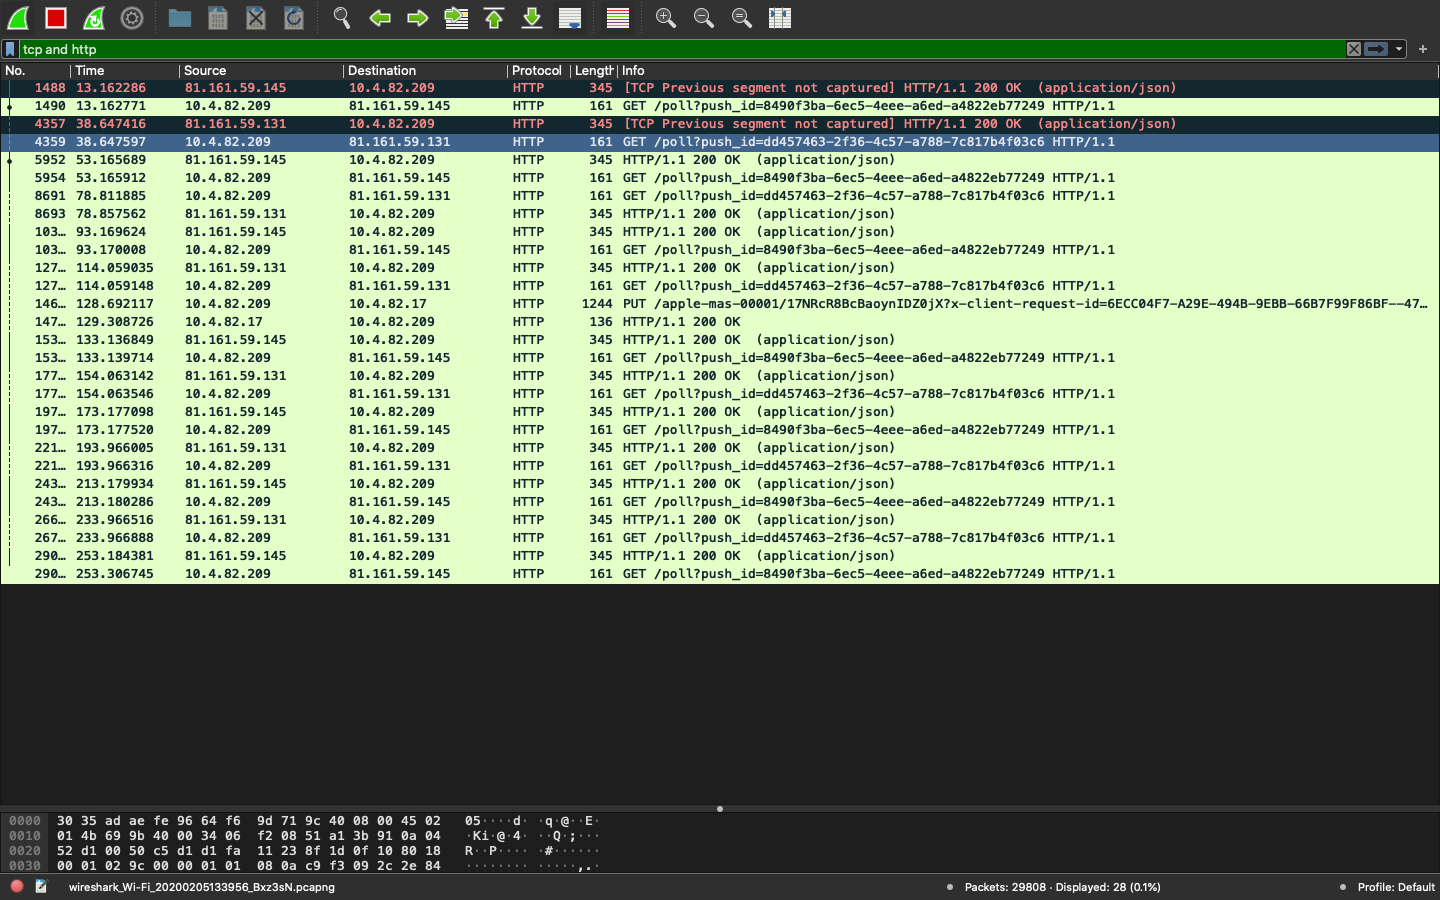 tcp and http
No. Time Source Destination Protocol Length Info
1488 13.162286 81.161.59.145 10.4.82.209 HTTP 345 [TCP Previous segment not captured] HTTP/1.1 200 OK (application/json)
1490 13.162771 10.4.82.209 81.161.59.145 HTTP 161 GET /poll?push_id=8490f3ba-6ec5-4eee-a6ed-a4822eb77249 HTTP/1.1
4357 38.647416 81.161.59.131 10.4.82.209 HTTP 345 [TCP Previous segment not captured] HTTP/1.1 200 OK (application/json)
4359 38.647597 10.4.82.209 81.161.59.131 HTTP 161 GET /poll?push_id=dd457463-2f36-4c57-a788-7c817b4f03c6 HTTP/1.1
5952 53.165689 81.161.59.145 10.4.82.209 HTTP 345 HTTP/1.1 200 OK (application/json)
5954 53.165912 10.4.82.209 81.161.59.145 HTTP 161 GET /poll?push_id=8490f3ba-6ec5-4eee-a6ed-a4822eb77249 HTTP/1.1
8691 78.811885 10.4.82.209 81.161.59.131 HTTP 161 GET /poll?push_id=dd457463-2f36-4c57-a788-7c817b4f03c6 HTTP/1.1
8693 78.857562 81.161.59.131 10.4.82.209 HTTP 345 HTTP/1.1 200 OK (application/json)
103… 93.169624 81.161.59.145 10.4.82.209 HTTP 345 HTTP/1.1 200 OK (application/json)
103… 93.170008 10.4.82.209 81.161.59.145 HTTP 161 GET /poll?push_id=8490f3ba-6ec5-4eee-a6ed-a4822eb77249 HTTP/1.1
127… 114.059035 81.161.59.131 10.4.82.209 HTTP 345 HTTP/1.1 200 OK (application/json)
127… 114.059148 10.4.82.209 81.161.59.131 HTTP 161 GET /poll?push_id=dd457463-2f36-4c57-a788-7c817b4f03c6 HTTP/1.1
146… 128.692117 10.4.82.209 10.4.82.17 HTTP 1244 PUT /apple-mas-00001/17NRcR8BcBaoynIDZ0jX?x-client-request-id=6ECC04F7-A29E-494B-9EBB-66B7F99F86BF--47…
147… 129.308726 10.4.82.17 10.4.82.209 HTTP 136 HTTP/1.1 200 OK
153… 133.136849 81.161.59.145 10.4.82.209 HTTP 345 HTTP/1.1 200 OK (application/json)
153… 133.139714 10.4.82.209 81.161.59.145 HTTP 161 GET /poll?push_id=8490f3ba-6ec5-4eee-a6ed-a4822eb77249 HTTP/1.1
177… 154.063142 81.161.59.131 10.4.82.209 HTTP 345 HTTP/1.1 200 OK (application/json)
177… 154.063546 10.4.82.209 81.161.59.131 HTTP 161 GET /poll?push_id=dd457463-2f36-4c57-a788-7c817b4f03c6 HTTP/1.1
197… 173.177098 81.161.59.145 10.4.82.209 HTTP 345 HTTP/1.1 200 OK (application/json)
197… 173.177520 10.4.82.209 81.161.59.145 HTTP 161 GET /poll?push_id=8490f3ba-6ec5-4eee-a6ed-a4822eb77249 HTTP/1.1
221… 193.966005 81.161.59.131 10.4.82.209 HTTP 345 HTTP/1.1 200 OK (application/json)
221… 193.966316 10.4.82.209 81.161.59.131 HTTP 161 GET /poll?push_id=dd457463-2f36-4c57-a788-7c817b4f03c6 HTTP/1.1
243… 213.179934 81.161.59.145 10.4.82.209 HTTP 345 HTTP/1.1 200 OK (application/json)
243… 213.180286 10.4.82.209 81.161.59.145 HTTP 161 GET /poll?push_id=8490f3ba-6ec5-4eee-a6ed-a4822eb77249 HTTP/1.1
266… 233.966516 81.161.59.131 10.4.82.209 HTTP 345 HTTP/1.1 200 OK (application/json)
267… 233.966888 10.4.82.209 81.161.59.131 HTTP 161 GET /poll?push_id=dd457463-2f36-4c57-a788-7c817b4f03c6 HTTP/1.1
290… 253.184381 81.161.59.145 10.4.82.209 HTTP 345 HTTP/1.1 200 OK (application/json)
290… 253.306745 10.4.82.209 81.161.59.145 HTTP 161 GET /poll?push_id=8490f3ba-6ec5-4eee-a6ed-a4822eb77249 HTTP/1.1
0000 30 35 ad ae fe 96 64 f6 9d 71 9c 40 08 00 45 02 05····d· ·q·@··E·
0010 01 4b 69 9b 40 00 34 06 f2 08 51 a1 3b 91 0a 04 ·Ki·@·4· ··Q·;···
0020 52 d1 00 50 c5 d1 d1 fa 11 23 8f 1d 0f 10 80 18 R··P···· ·#······
0030 00 01 02 9c 00 00 01 01 08 0a c9 f3 09 2c 2e 84 ········ ·····,.·
wireshark_Wi-Fi_20200205133956_Bxz3sN.pcapng Packets: 29808 · Displayed: 28 (0.1%) Profile: Default